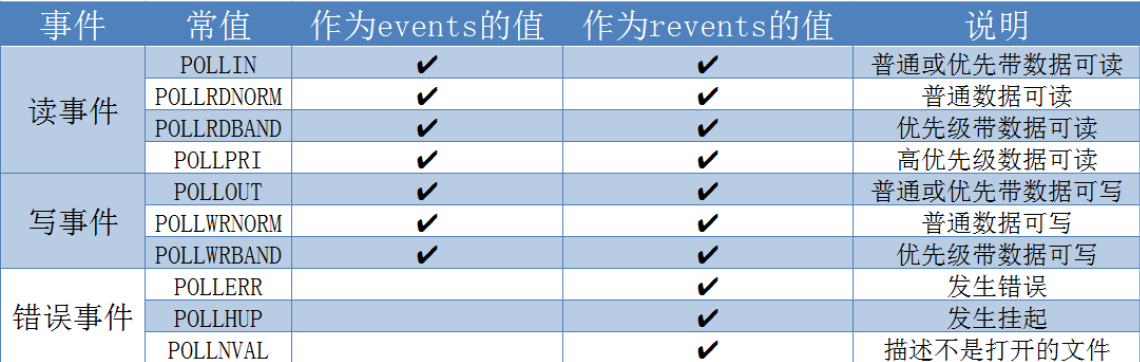 事件 常值 作为events的值 作为revents的值 说明
读事件 POLLIN ✔ ✔ 普通或优先带数据可读
POLLRDNORM ✔ ✔ 普通数据可读
POLLRDBAND ✔ ✔ 优先级带数据可读
POLLPRI ✔ ✔ 高优先级数据可读
写事件 POLLOUT ✔ ✔ 普通或优先带数据可写
POLLWRNORM ✔ ✔ 普通数据可写
POLLWRBAND ✔ ✔ 优先级带数据可写
错误事件 POLLERR ✔ 发生错误
POLLHUP ✔ 发生挂起
POLLNVAL ✔ 描述不是打开的文件